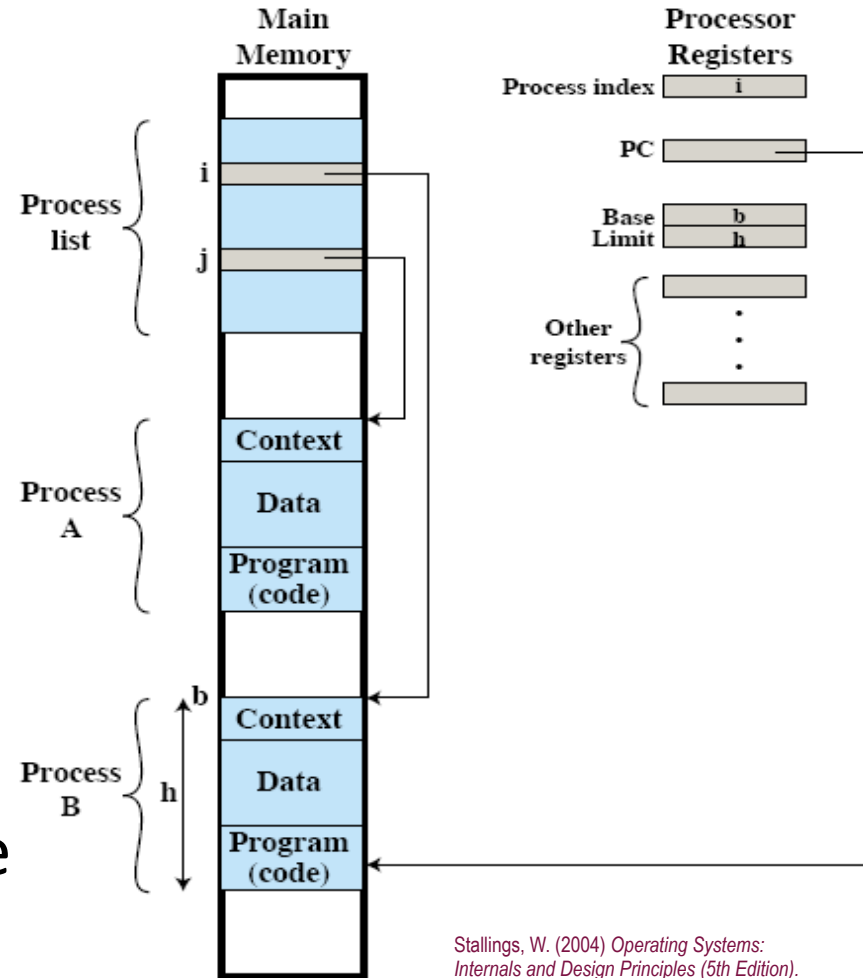 Main
Memory
Processor
Registers
Process index
i
PC
Base
b
Limit
h
Other
registers
i
Process
list
j
Context
Process
A
Data
Program
(code)
b
Context
Process
B
h
Data
Program
(code)
e
Stallings, W. (2004) Operating Systems:
Internals and Design Principles (5th Edition).